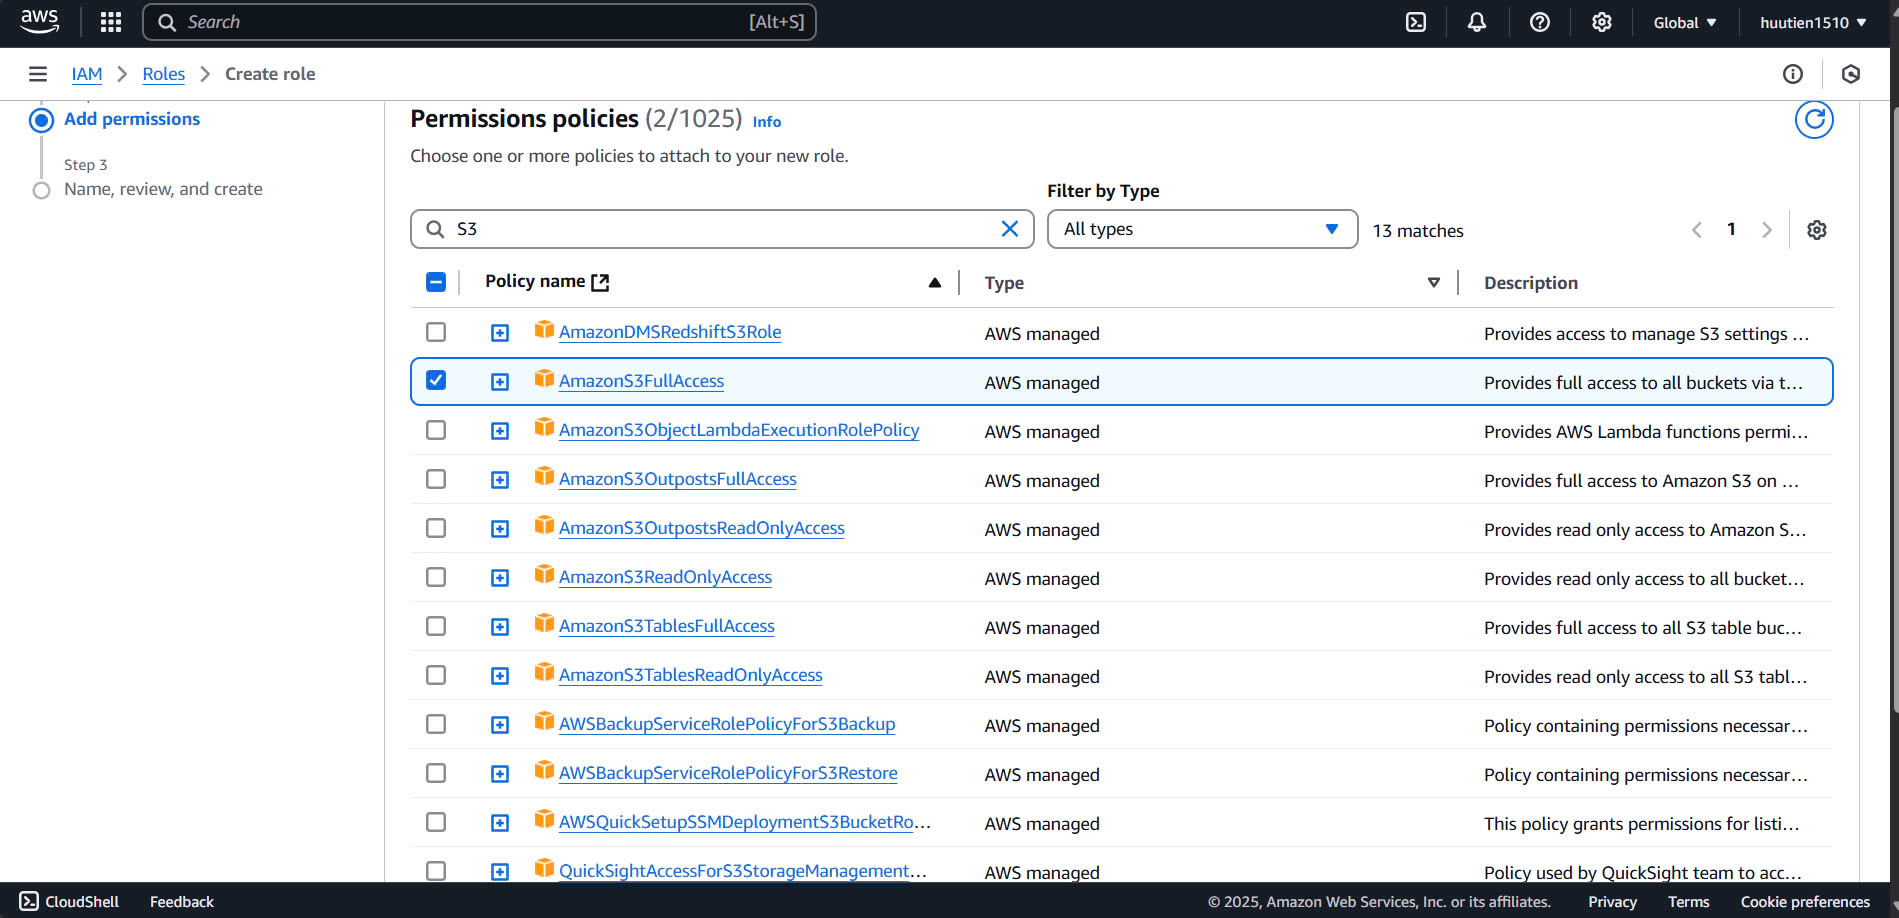 aws
Search [Alt+S]
Global ▼ huutien1510 ▼
IAM > Roles > Create role
Add permissions
Step 3
Name, review, and create
Permissions policies (2/1025) Info
Choose one or more policies to attach to your new role.
Filter by Type
S3
All types
13 matches
1
Policy name Type Description
AmazonDMSRedshiftS3Role AWS managed Provides access to manage S3 settings ...
AmazonS3FullAccess AWS managed Provides full access to all buckets via t...
AmazonS3ObjectLambdaExecutionRolePolicy AWS managed Provides AWS Lambda functions permi...
AmazonS3OutpostsFullAccess AWS managed Provides full access to Amazon S3 on ...
AmazonS3OutpostsReadOnlyAccess AWS managed Provides read only access to Amazon S...
AmazonS3ReadOnlyAccess AWS managed Provides read only access to all bucket...
AmazonS3TablesFullAccess AWS managed Provides full access to all S3 table buc...
AmazonS3TablesReadOnlyAccess AWS managed Provides read only access to all S3 tabl...
AWSBackupServiceRolePolicyForS3Backup AWS managed Policy containing permissions necessar...
AWSBackupServiceRolePolicyForS3Restore AWS managed Policy containing permissions necessar...
AWSQuickSetupSSMDeploymentS3BucketRo... AWS managed This policy grants permissions for listi...
QuickSightAccessForS3StorageManagement... AWS managed Policy used by QuickSight team to acc...
CloudShell Feedback © 2025, Amazon Web Services, Inc. or its affiliates. Privacy Terms Cookie preferences